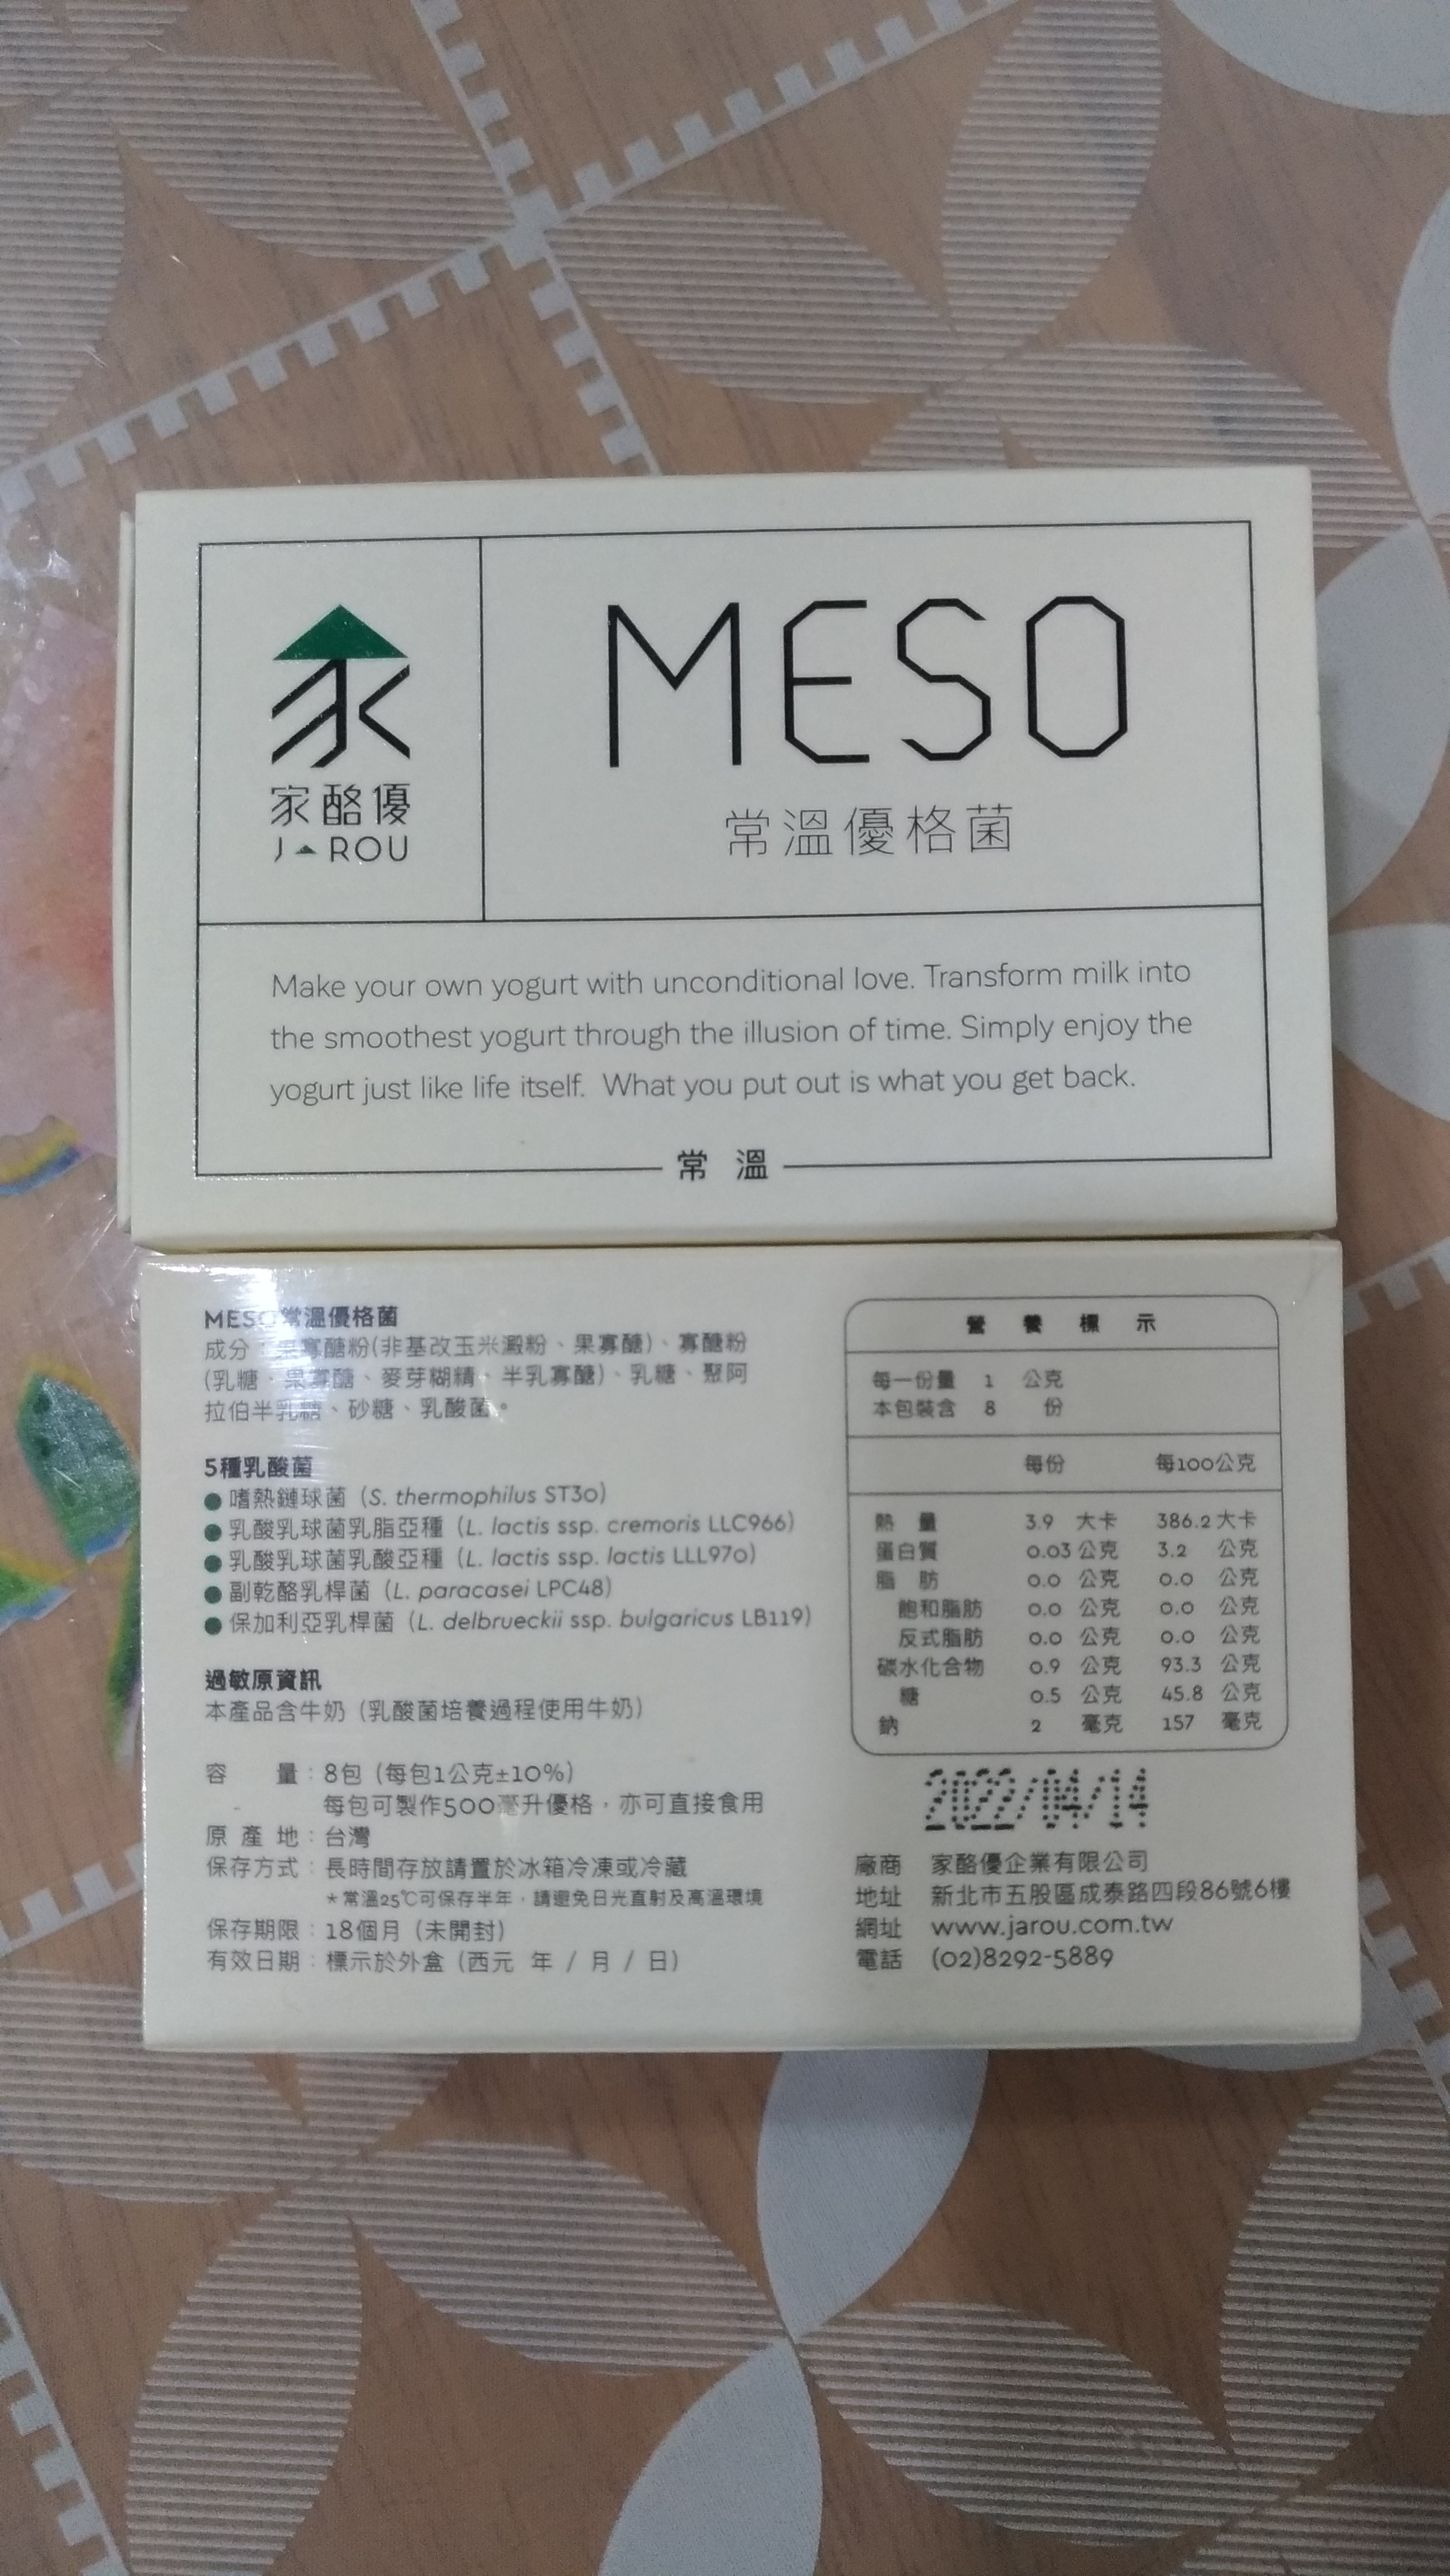 家酪優
JAROU
MESO
常溫優格菌
Make your own yogurt with unconditional love. Transform milk into
the smoothest yogurt through the illusion of time. Simply enjoy the
yogurt just like life itself. What you put out is what you get back.
常 溫
MESO常溫優格菌
成分：果寡醣粉(非基改玉米澱粉、果寡醣)、寡醣粉
(乳糖、果寡醣、麥芽糊精、半乳寡醣)、乳糖、聚阿
拉伯半乳糖、砂糖、乳酸菌。
5種乳酸菌
● 嗜熱鏈球菌（S. thermophilus ST30）
● 乳酸乳球菌乳脂亞種（L. lactis ssp. cremoris LLC966）
● 乳酸乳球菌乳酸亞種（L. lactis ssp. lactis LLL970）
● 副乾酪乳桿菌（L. paracasei LPC48）
● 保加利亞乳桿菌（L. delbrueckii ssp. bulgaricus LB119）
過敏原資訊
本產品含牛奶（乳酸菌培養過程使用牛奶）
容量：8包（每包1公克±10%）
每包可製作500毫升優格，亦可直接食用
原產地：台灣
保存方式：長時間存放請置於冰箱冷凍或冷藏
＊常溫25℃可保存半年，請避免日光直射及高溫環境
保存期限：18個月（未開封）
有效日期：標示於外盒（西元 年 / 月 / 日）
營養標示
每一份量 1 公克
本包裝含 8 份
每份 每100公克
熱量 3.9 大卡 386.2 大卡
蛋白質 0.03 公克 3.2 公克
脂肪 0.0 公克 0.0 公克
飽和脂肪 0.0 公克 0.0 公克
反式脂肪 0.0 公克 0.0 公克
碳水化合物 0.9 公克 93.3 公克
糖 0.5 公克 45.8 公克
鈉 2 毫克 157 毫克
2022/04/14
廠商 家酪優企業有限公司
地址 新北市五股區成泰路四段86號6樓
網址 www.jarou.com.tw
電話 (02)8292-5889